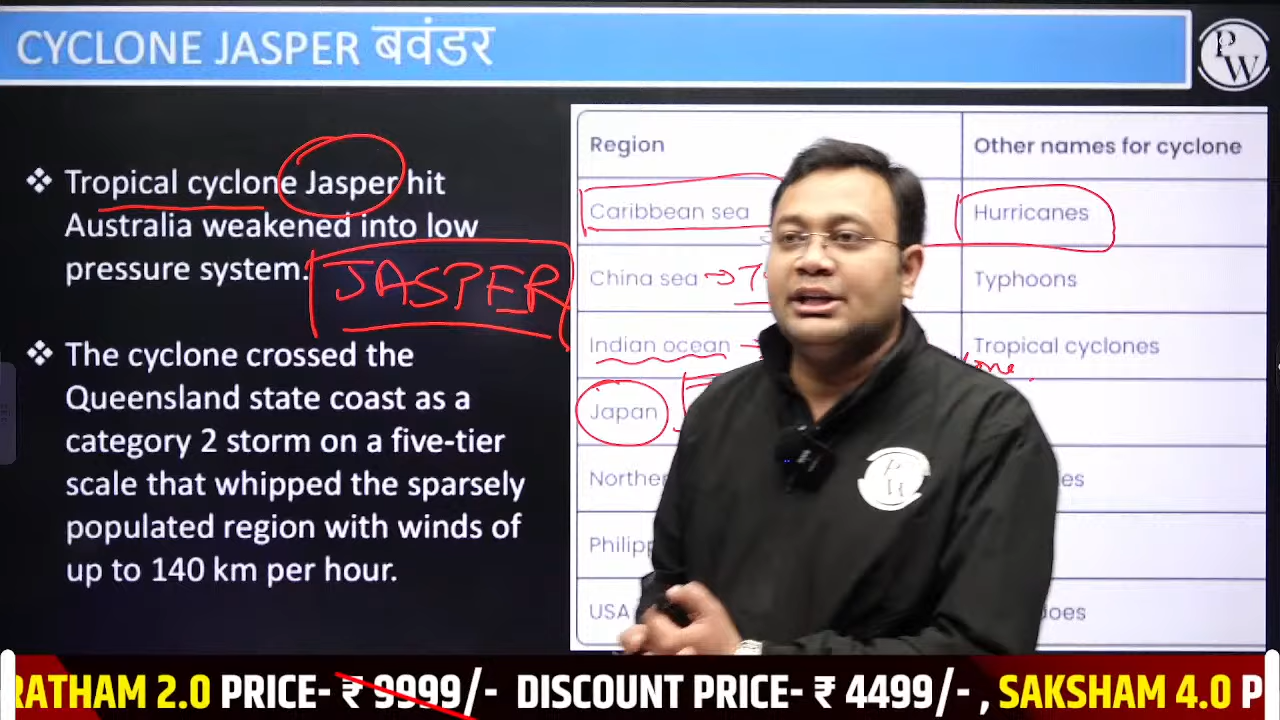 CYCLONE JASPER बवंडर
PW
❖ Tropical cyclone Jasper hit
Australia weakened into low
pressure system.
JASPER
❖ The cyclone crossed the
Queensland state coast as a
category 2 storm on a five-tier
scale that whipped the sparsely
populated region with winds of
up to 140 km per hour.
Region Other names for cyclone
Caribbean sea Hurricanes
China sea → Typhoons
Indian ocean Tropical cyclones
Japan
USA
PW
RATHAM 2.0 PRICE- ₹ 9999/- DISCOUNT PRICE- ₹ 4499/- , SAKSHAM 4.0 P